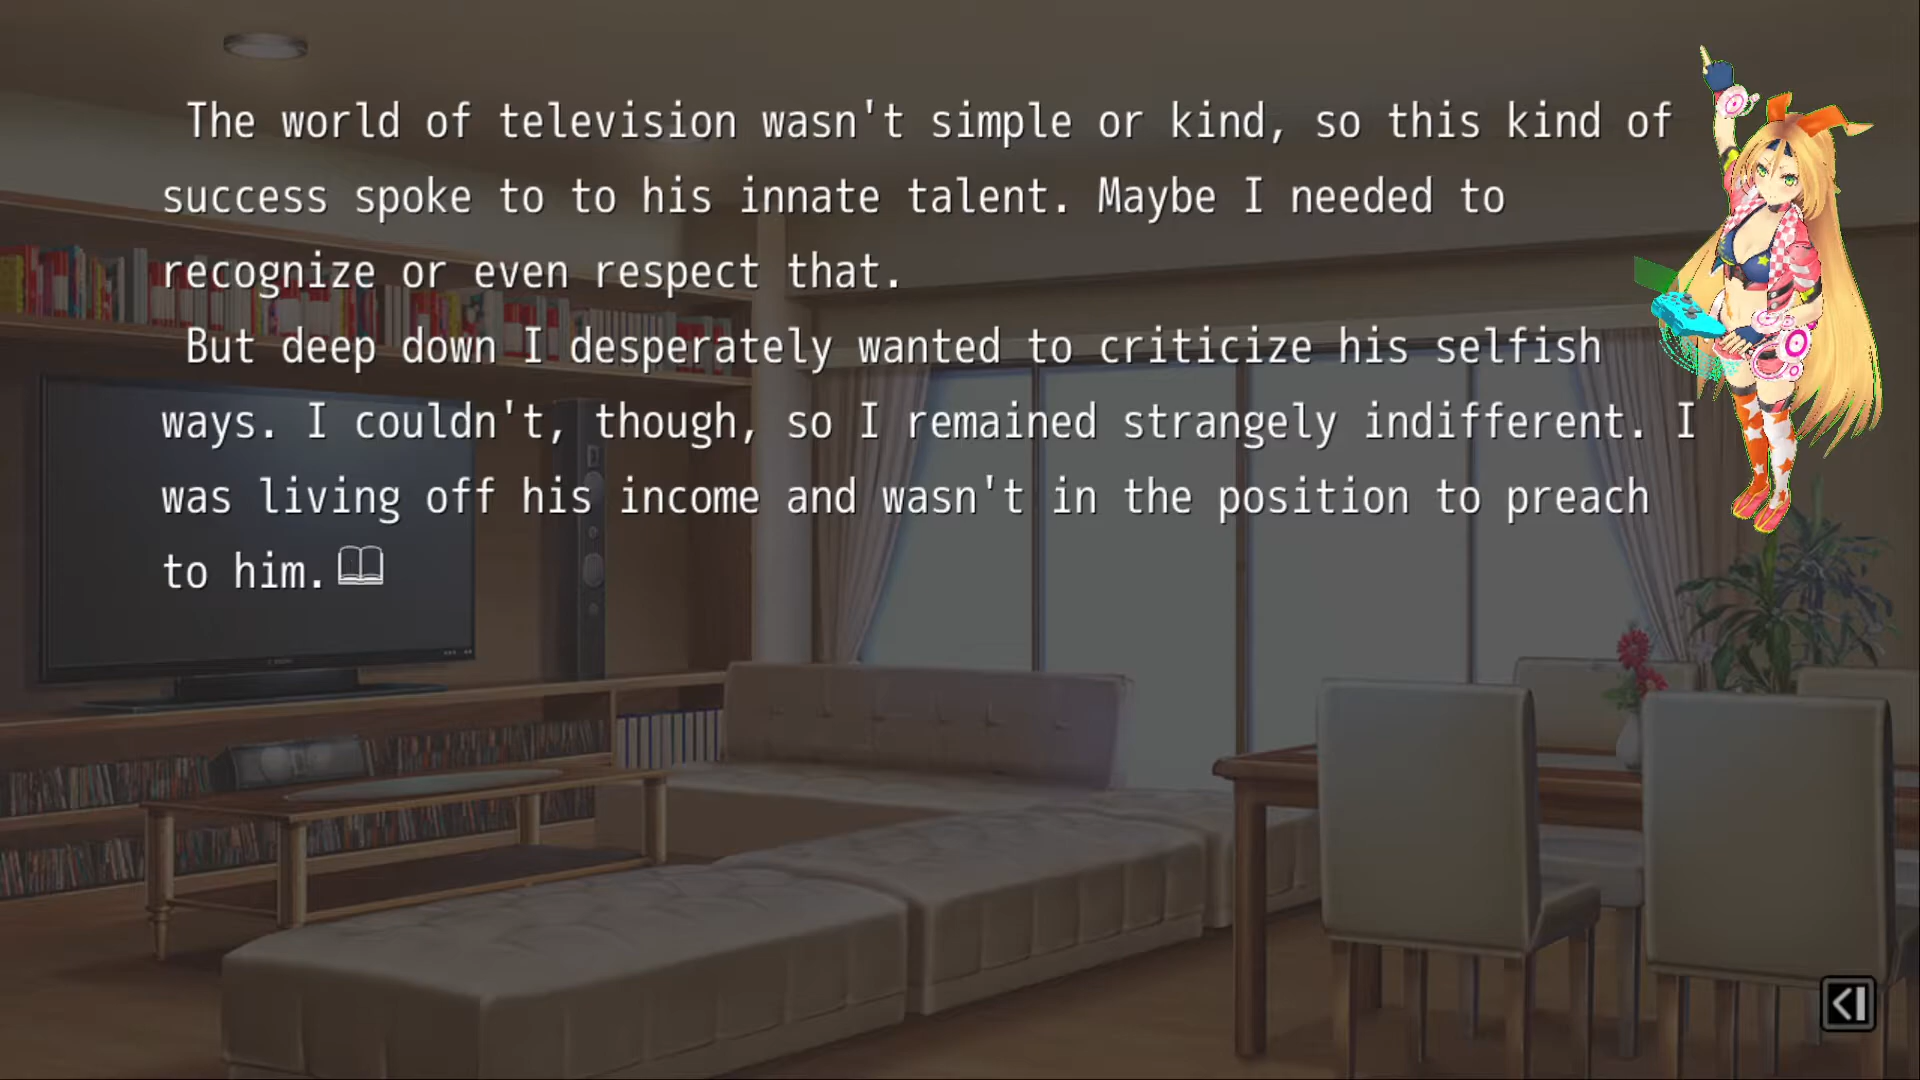 The world of television wasn't simple or kind, so this kind of
success spoke to to his innate talent. Maybe I needed to
recognize or even respect that.
But deep down I desperately wanted to criticize his selfish
ways. I couldn't, though, so I remained strangely indifferent. I
was living off his income and wasn't in the position to preach
to him.